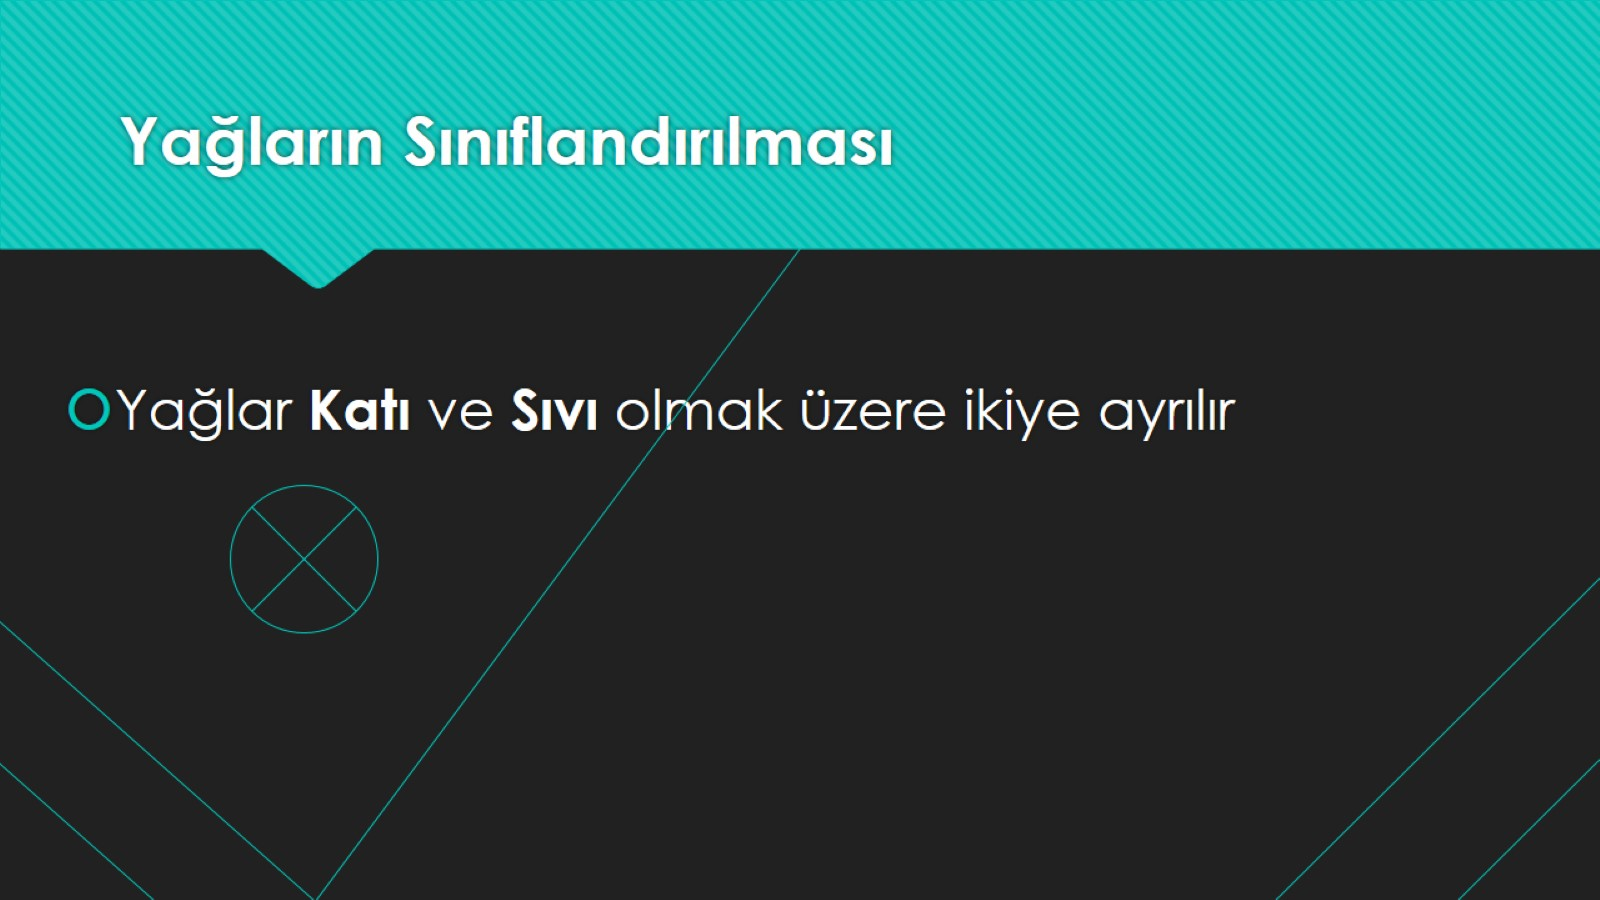 Yağların Sınıflandırılması
Yağlar Katı ve Sıvı olmak üzere ikiye ayrılır